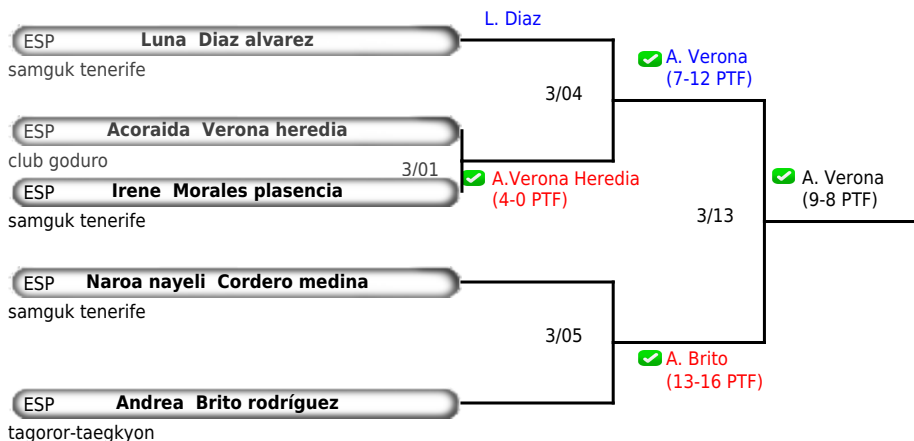 L. Diaz
ESP Luna Diaz alvarez
samguk tenerife
A. Verona
(7-12 PTF)
3/04
ESP Acoraida Verona heredia
club goduro
3/01
A.Verona Heredia
(4-0 PTF)
A. Verona
(9-8 PTF)
ESP Irene Morales plasencia
samguk tenerife
3/13
ESP Naroa nayeli Cordero medina
samguk tenerife
3/05
A. Brito
(13-16 PTF)
ESP Andrea Brito rodríguez
tagoror-taegkyon